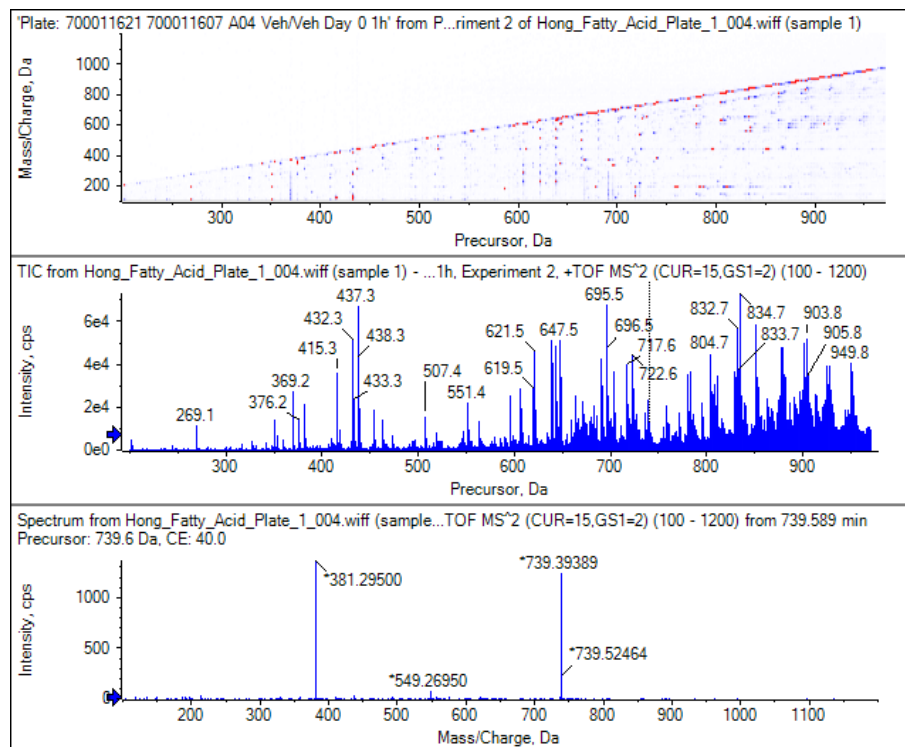 'Plate: 700011621 700011607 A04 Veh/Veh Day 0 1h' from P...riment 2 of Hong_Fatty_Acid_Plate_1_004.wiff (sample 1)
Mass/Charge, Da
1000
800
600
400
200
300 400 500 600 700 800 900
Precursor, Da
TIC from Hong_Fatty_Acid_Plate_1_004.wiff (sample 1) - ...1h, Experiment 2, +TOF MS^2 (CUR=15,GS1=2) (100 - 1200)
Intensity, cps
6e4
4e4
2e4
0e0
269.1
376.2
369.2
415.3
432.3
437.3
438.3
433.3
507.4
551.4
619.5
621.5
647.5
695.5
696.5
717.6
722.6
804.7
832.7
834.7
833.7
903.8
905.8
949.8
300 400 500 600 700 800 900
Precursor, Da
Spectrum from Hong_Fatty_Acid_Plate_1_004.wiff (sample...TOF MS^2 (CUR=15,GS1=2) (100 - 1200) from 739.589 min
Precursor: 739.6 Da, CE: 40.0
Intensity, cps
1000
500
0
*381.29500
*549.26950
*739.39389
*739.52464
200 300 400 500 600 700 800 900 1000 1100
Mass/Charge, Da